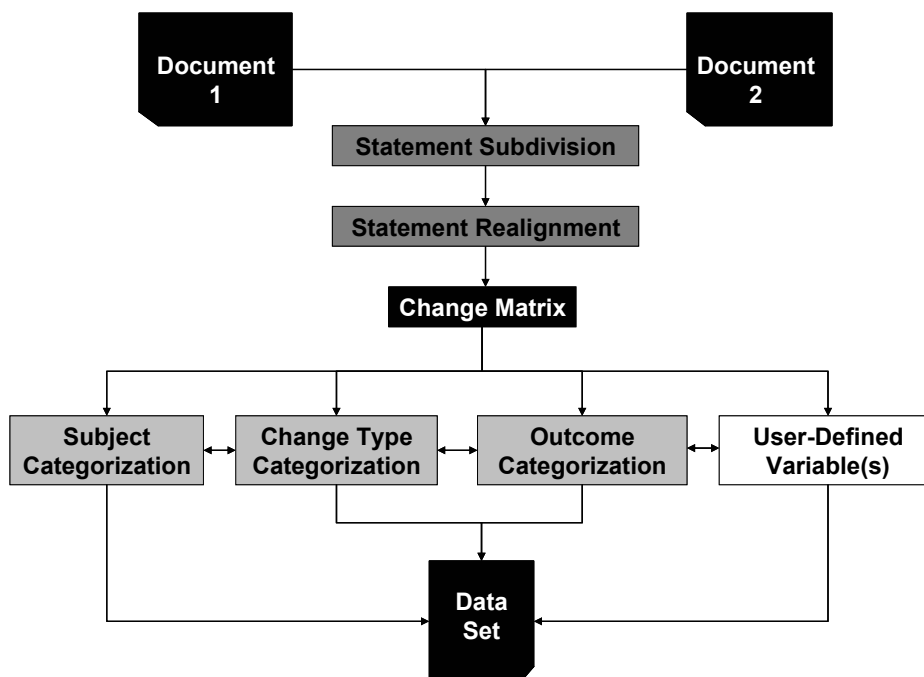 Document
1
Document
2
Statement Subdivision
Statement Realignment
Change Matrix
Subject
Categorization
Change Type
Categorization
Outcome
Categorization
User-Defined
Variable(s)
Data
Set